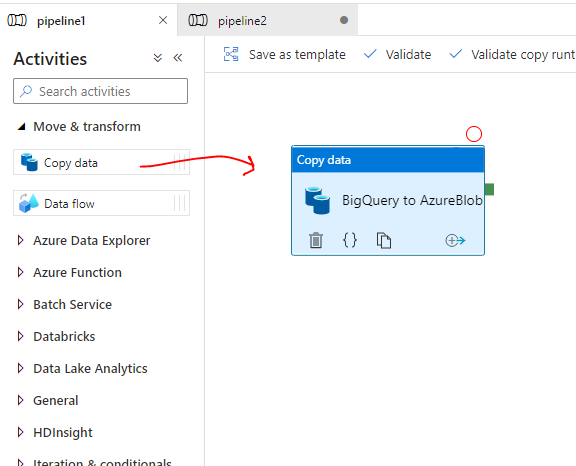 pipeline1
pipeline2
Activities
Save as template
Validate
Validate copy runt
Search activities
Move & transform
Copy data
Data flow
Azure Data Explorer
Azure Function
Batch Service
Databricks
Data Lake Analytics
General
HDInsight
Iteration & conditionals
Copy data
BigQuery to AzureBlob
{}